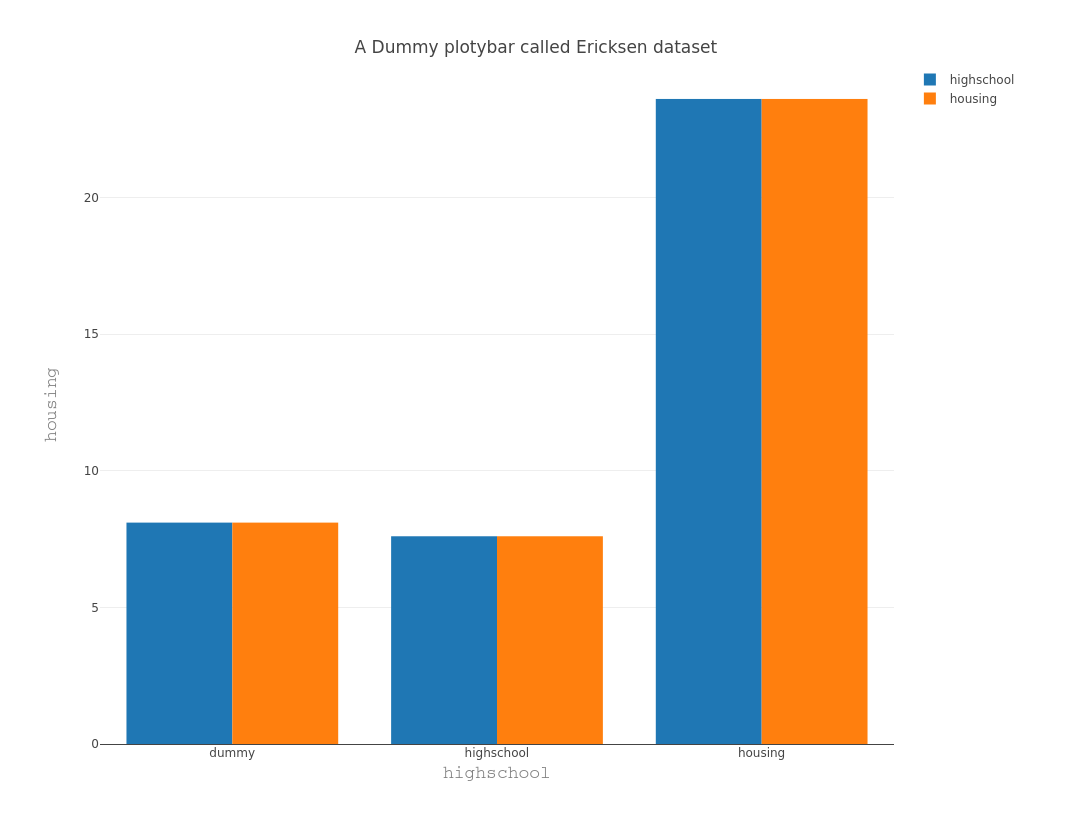 A Dummy plotybar called Ericksen dataset
highschool
housing
20
15
10
5
0
housing
dummy
highschool
housing
highschool